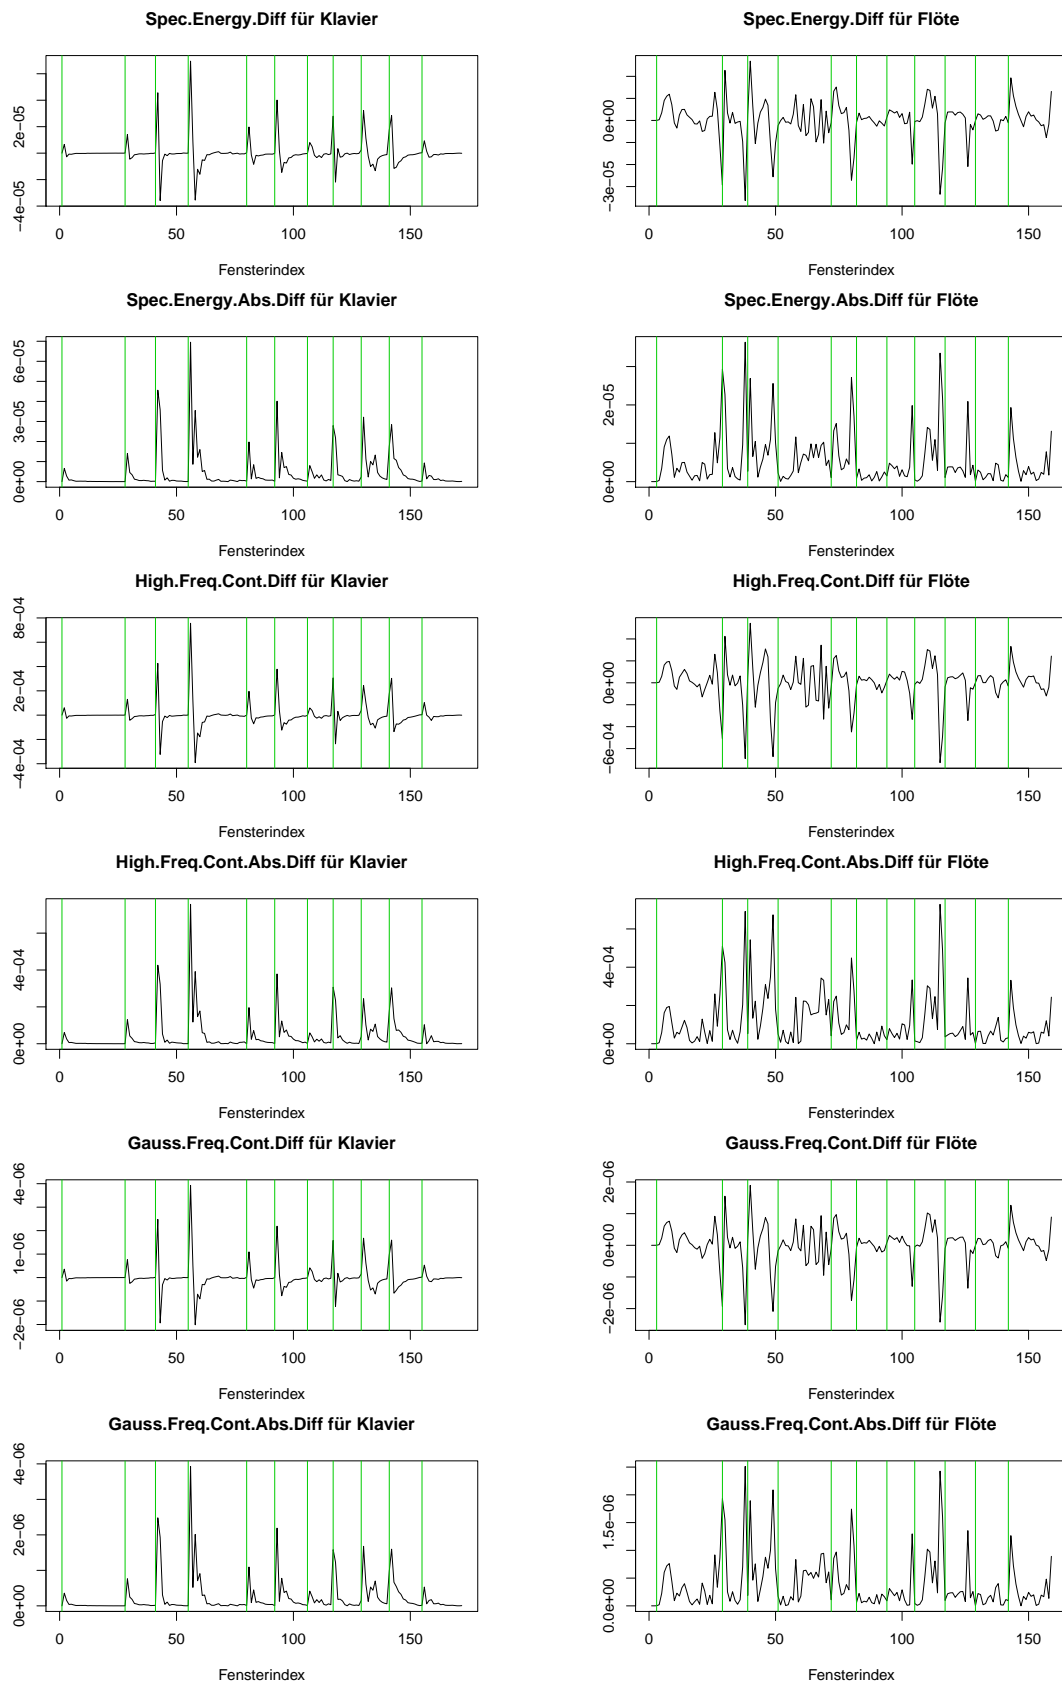 Spec.Energy.Diff für Klavier
−4e−05 2e−05
0 50 100 150
Fensterindex
Spec.Energy.Diff für Flöte
−3e−05 0e+00
0 50 100 150
Fensterindex
Spec.Energy.Abs.Diff für Klavier
0e+00 3e−05 6e−05
0 50 100 150
Fensterindex
Spec.Energy.Abs.Diff für Flöte
0e+00 2e−05
0 50 100 150
Fensterindex
High.Freq.Cont.Diff für Klavier
−4e−04 2e−04 8e−04
0 50 100 150
Fensterindex
High.Freq.Cont.Diff für Flöte
−6e−04 0e+00
0 50 100 150
Fensterindex
High.Freq.Cont.Abs.Diff für Klavier
0e+00 4e−04
0 50 100 150
Fensterindex
High.Freq.Cont.Abs.Diff für Flöte
0e+00 4e−04
0 50 100 150
Fensterindex
Gauss.Freq.Cont.Diff für Klavier
−2e−06 1e−06 4e−06
0 50 100 150
Fensterindex
Gauss.Freq.Cont.Diff für Flöte
−2e−06 0e+00 2e−06
0 50 100 150
Fensterindex
Gauss.Freq.Cont.Abs.Diff für Klavier
0e+00 2e−06 4e−06
0 50 100 150
Fensterindex
Gauss.Freq.Cont.Abs.Diff für Flöte
0.0e+00 1.5e−06
0 50 100 150
Fensterindex